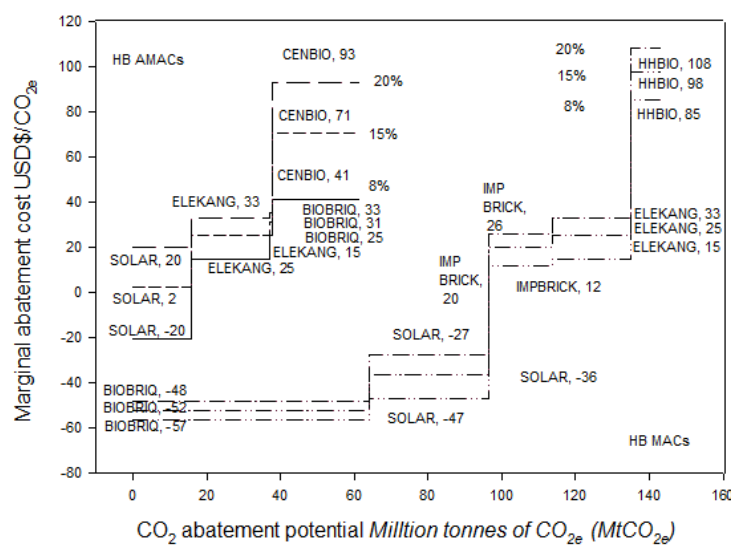 120
100
80
60
40
20
0
-20
-40
-60
-80
Marginal abatement cost USD$/CO2e
HB AMACs
CENBIO, 93
20%
CENBIO, 71
15%
CENBIO, 41
8%
ELEKANG, 33
BIOBRIQ, 33
BIOBRIQ, 31
BIOBRIQ, 25
ELEKANG, 15
ELEKANG, 25
SOLAR, 20
SOLAR, 2
SOLAR, -20
BIOBRIQ, -48
BIOBRIQ, -52
BIOBRIQ, -57
20%
HHBIO, 108
15%
HHBIO, 98
8%
HHBIO, 85
IMP
BRICK,
26
ELEKANG, 33
ELEKANG, 25
ELEKANG, 15
IMP
BRICK,
20
IMPBRICK, 12
SOLAR, -27
SOLAR, -36
SOLAR, -47
HB MACs
0 20 40 60 80 100 120 140 160
CO2 abatement potential Milltion tonnes of CO2e (MtCO2e)